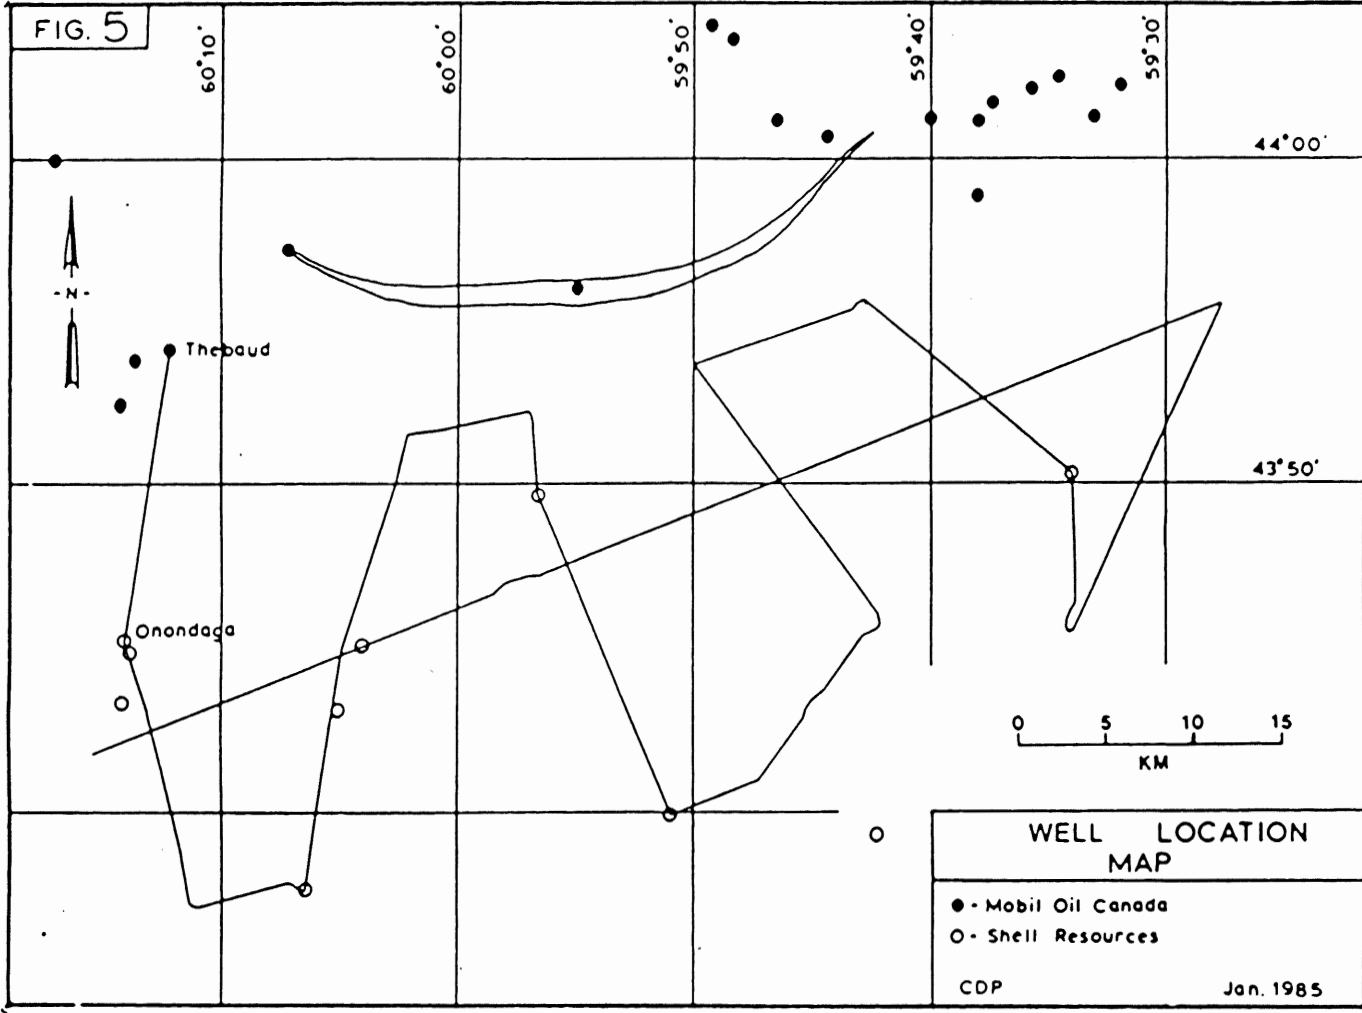 FIG. 5
60°10'
60°00'
59°50'
59°40'
59°30'
44°00'
- N -
Thebaud
43°50'
Onondaga
0 5 10 15
KM
WELL LOCATION
MAP
● - Mobil Oil Canada
○ - Shell Resources
CDP Jan. 1985